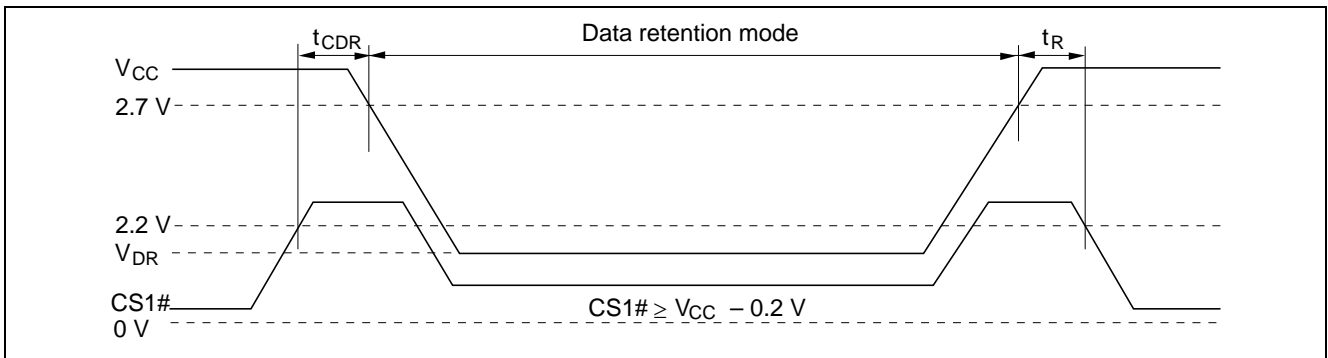 tCDR
Data retention mode
tR
VCC
2.7 V
2.2 V
VDR
CS1#
CS1# ≥ VCC – 0.2 V
0 V